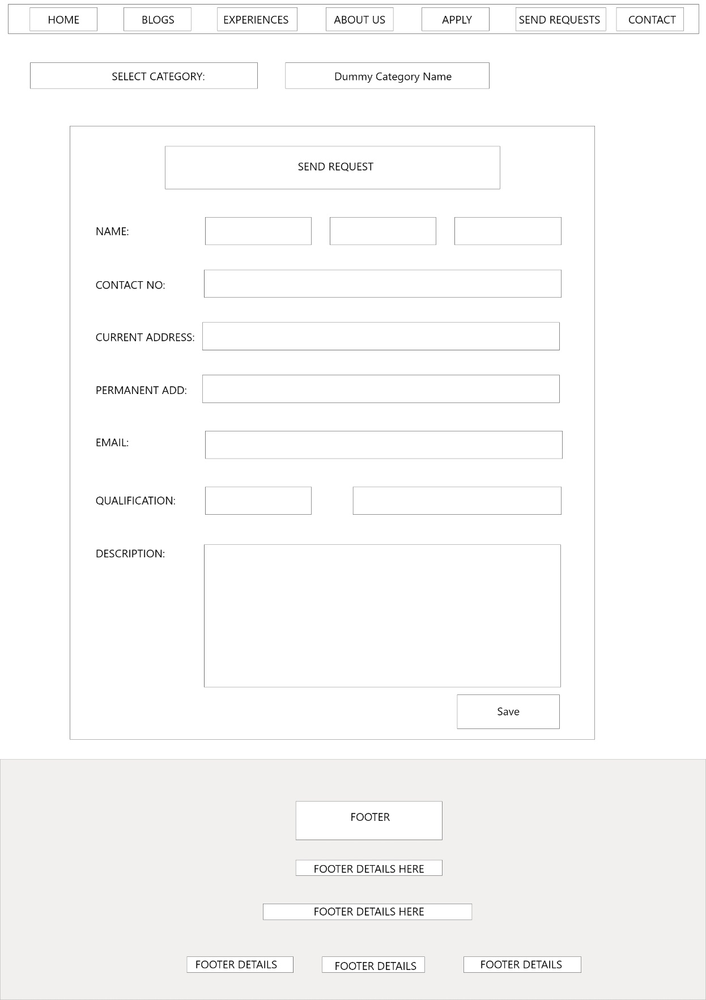 HOME
BLOGS
EXPERIENCES
ABOUT US
APPLY
SEND REQUESTS
CONTACT
SELECT CATEGORY:
Dummy Category Name
SEND REQUEST
NAME:
CONTACT NO:
CURRENT ADDRESS:
PERMANENT ADD:
EMAIL:
QUALIFICATION:
DESCRIPTION:
Save
FOOTER
FOOTER DETAILS HERE
FOOTER DETAILS HERE
FOOTER DETAILS
FOOTER DETAILS
FOOTER DETAILS